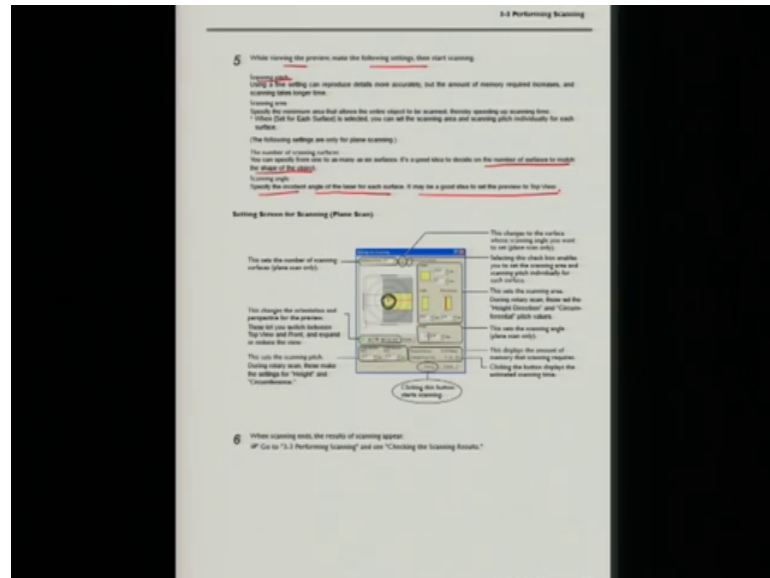 3-3 Performing Scanning
5 While viewing the preview, make the following settings, then start scanning.
Scanning pitch
Using a fine setting can reproduce details more accurately, but the amount of memory required increases, and
scanning takes longer time.
Scanning area
Specify the minimum area that allows the entire object to be scanned, thereby speeding up scanning time.
* When [Set for Each Surface] is selected, you can set the scanning area and scanning pitch individually for each
surface.
(The following settings are only for plane scanning.)
The number of scanning surfaces
You can specify from one to as many as six surfaces. It's a good idea to decide on the number of surfaces to match
the shape of the object.
Scanning angle
Specify the incident angle of the laser for each surface. It may be a good idea to set the preview to Top View.
Setting Screen for Scanning (Plane Scan)
This sets the number of scanning
surfaces (plane scan only).
This changes the orientation and
perspective for the preview.
These let you switch between
Top View and Front, and expand
or reduce the view.
This sets the scanning pitch.
During rotary scan, these make
the settings for "Height" and
"Circumference."
This changes to the surface
whose scanning angle you want
to set (plane scan only).
Selecting this check box enables
you to set the scanning area and
scanning pitch individually for
each surface.
This sets the scanning area.
During rotary scan, these set the
"Height Direction" and "Circum-
ferential" pitch values.
This sets the scanning angle
(plane scan only).
This displays the amount of
memory that scanning requires.
Clicking the button displays the
estimated scanning time.
Clicking this button
starts scanning.
6 When scanning ends, the results of scanning appear.
☞ Go to "3-3 Performing Scanning" and see "Checking the Scanning Results."